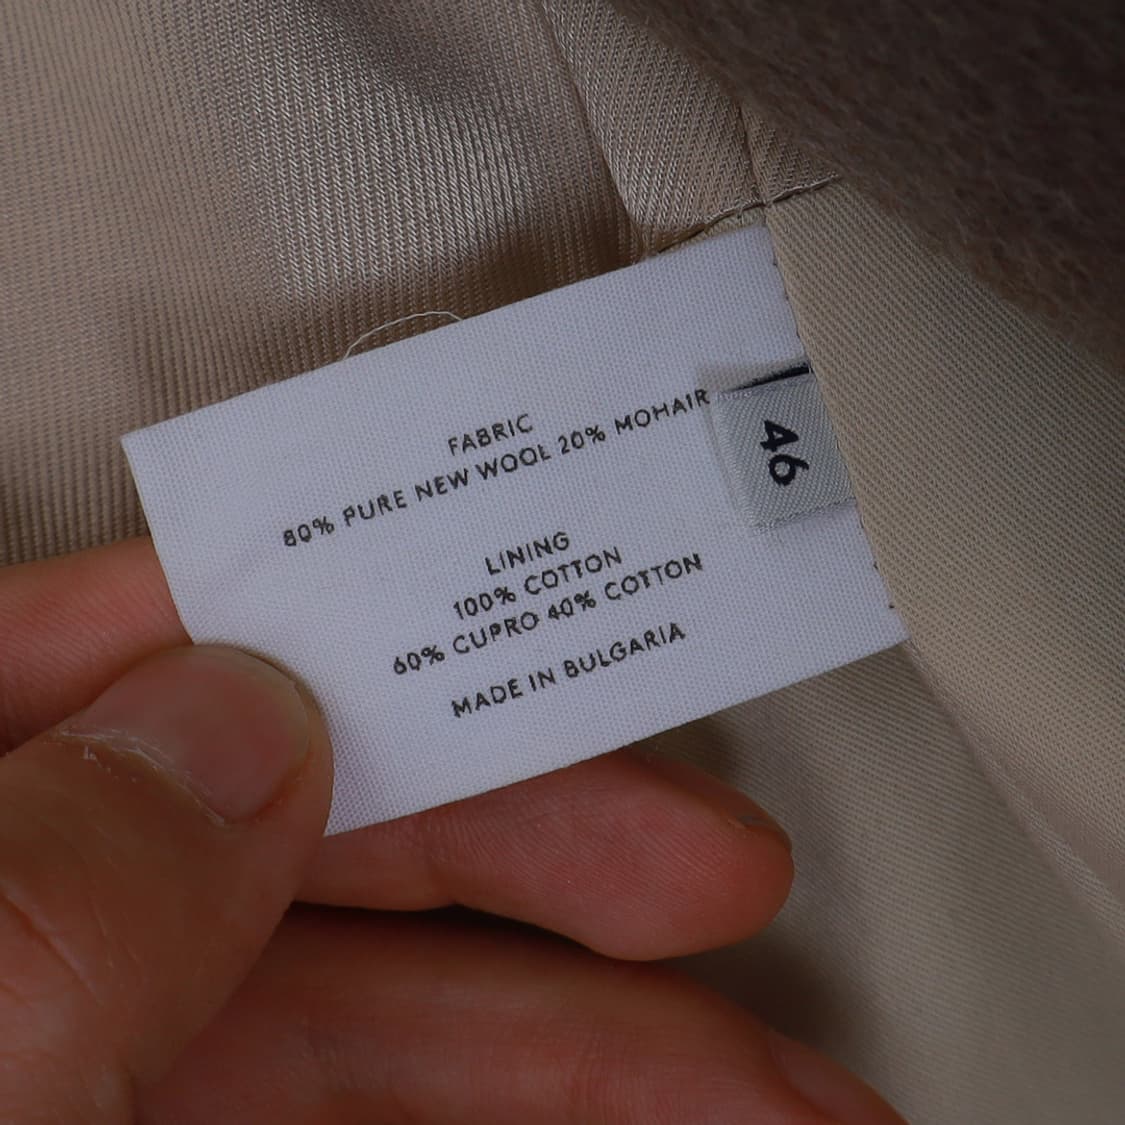 FABRIC
80% PURE NEW WOOL 20% MOHAIR
LINING
100% COTTON
60% CUPRO 40% COTTON
MADE IN BULGARIA
46